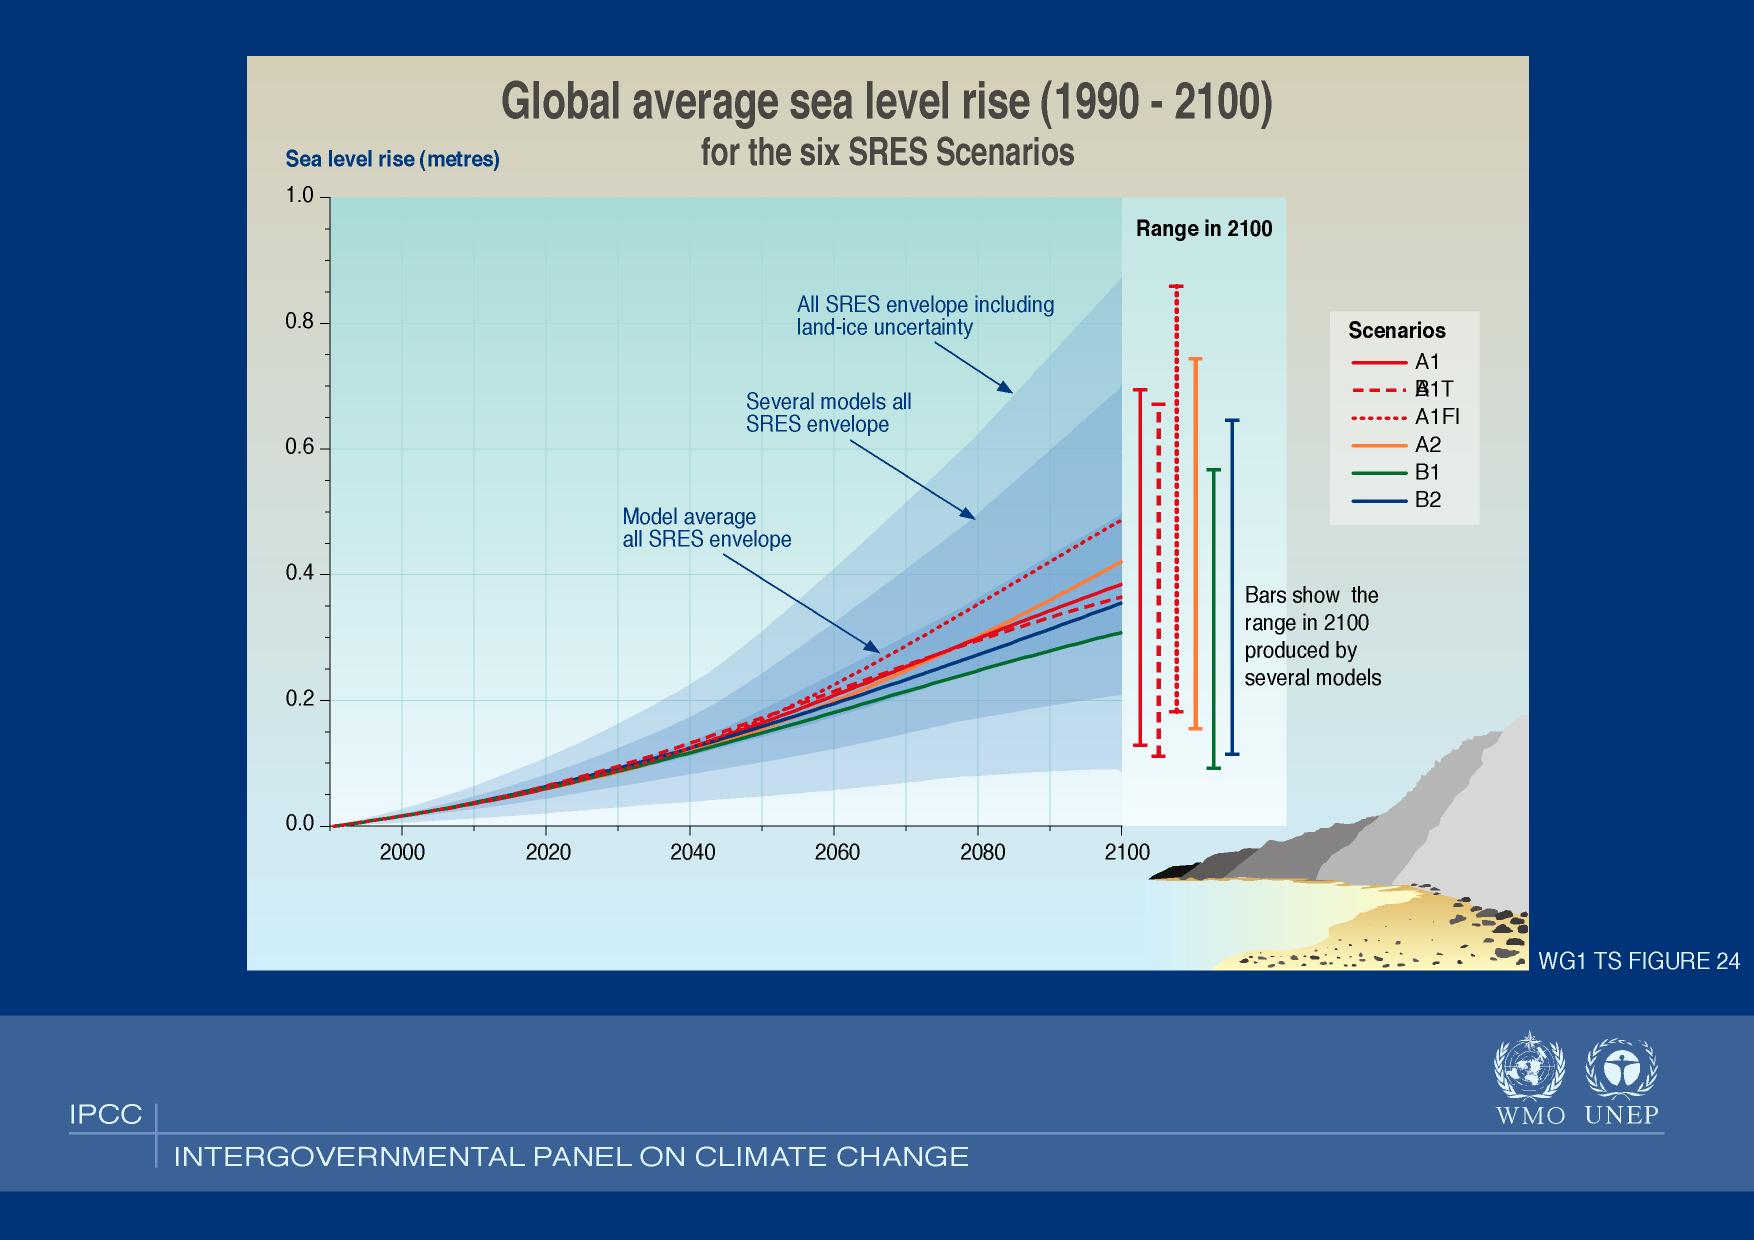 Global average sea level rise (1990 - 2100)
for the six SRES Scenarios
Sea level rise (metres)
1.0
0.8
0.6
0.4
0.2
0.0
2000
2020
2040
2060
2080
2100
All SRES envelope including
land-ice uncertainty
Several models all
SRES envelope
Model average
all SRES envelope
Range in 2100
Bars show the
range in 2100
produced by
several models
Scenarios
A1
A1T
A1FI
A2
B1
B2
WG1 TS FIGURE 24
WMO
UNEP
IPCC
INTERGOVERNMENTAL PANEL ON CLIMATE CHANGE